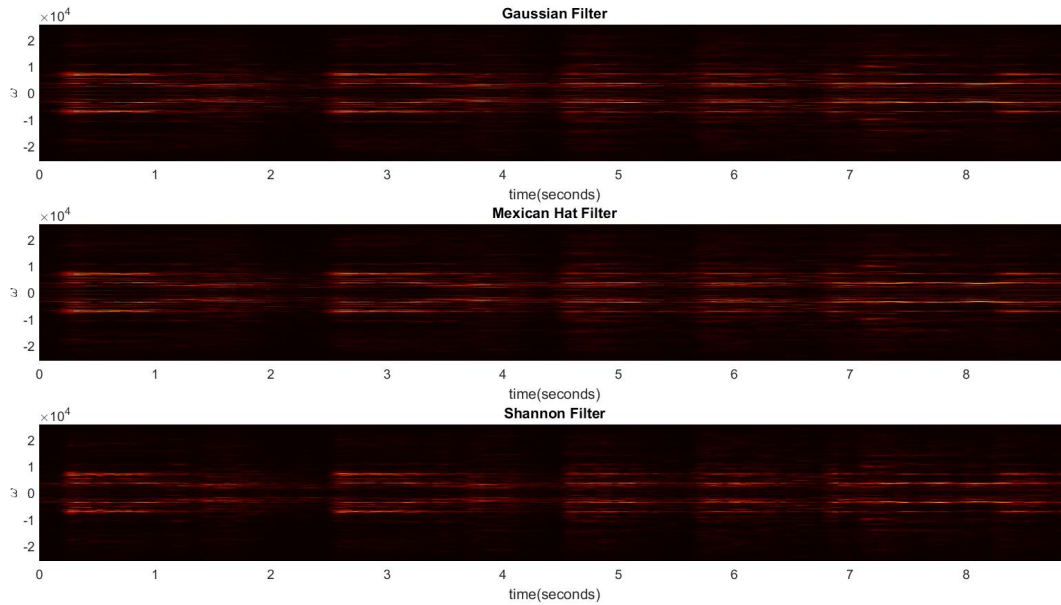 Gaussian Filter
×10⁴
2
1
0
-1
-2
ω
0 1 2 3 4 5 6 7 8
time(seconds)
Mexican Hat Filter
×10⁴
2
1
0
-1
-2
ω
0 1 2 3 4 5 6 7 8
time(seconds)
Shannon Filter
×10⁴
2
1
0
-1
-2
ω
0 1 2 3 4 5 6 7 8
time(seconds)